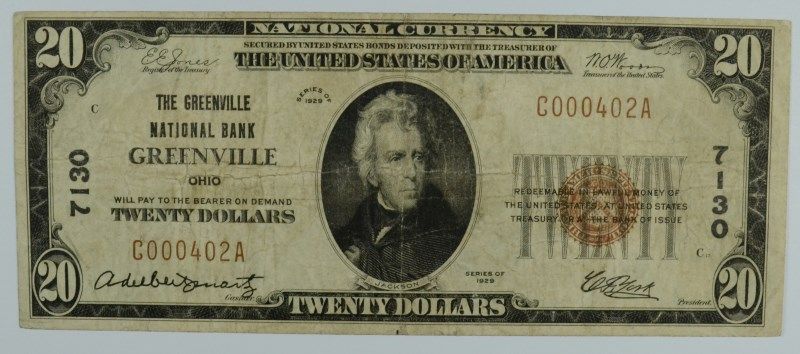 NATIONAL CURRENCY
SECURED BY UNITED STATES BONDS DEPOSITED WITH THE TREASURER OF
THE UNITED STATES OF AMERICA
20
20
E.E. Jones
Register of the Treasury.
W.O. Woods
Treasurer of the United States.
C
SERIES OF
1929
THE GREENVILLE
NATIONAL BANK
GREENVILLE
OHIO
WILL PAY TO THE BEARER ON DEMAND
TWENTY DOLLARS
C000402A
7130
C000402A
7130
TWENTY
REDEEMABLE IN LAWFUL MONEY OF
THE UNITED STATES AT UNITED STATES
TREASURY OR AT THE BANK OF ISSUE
C
JACKSON
SERIES OF
1929
Cashier.
President.
20
TWENTY DOLLARS
20